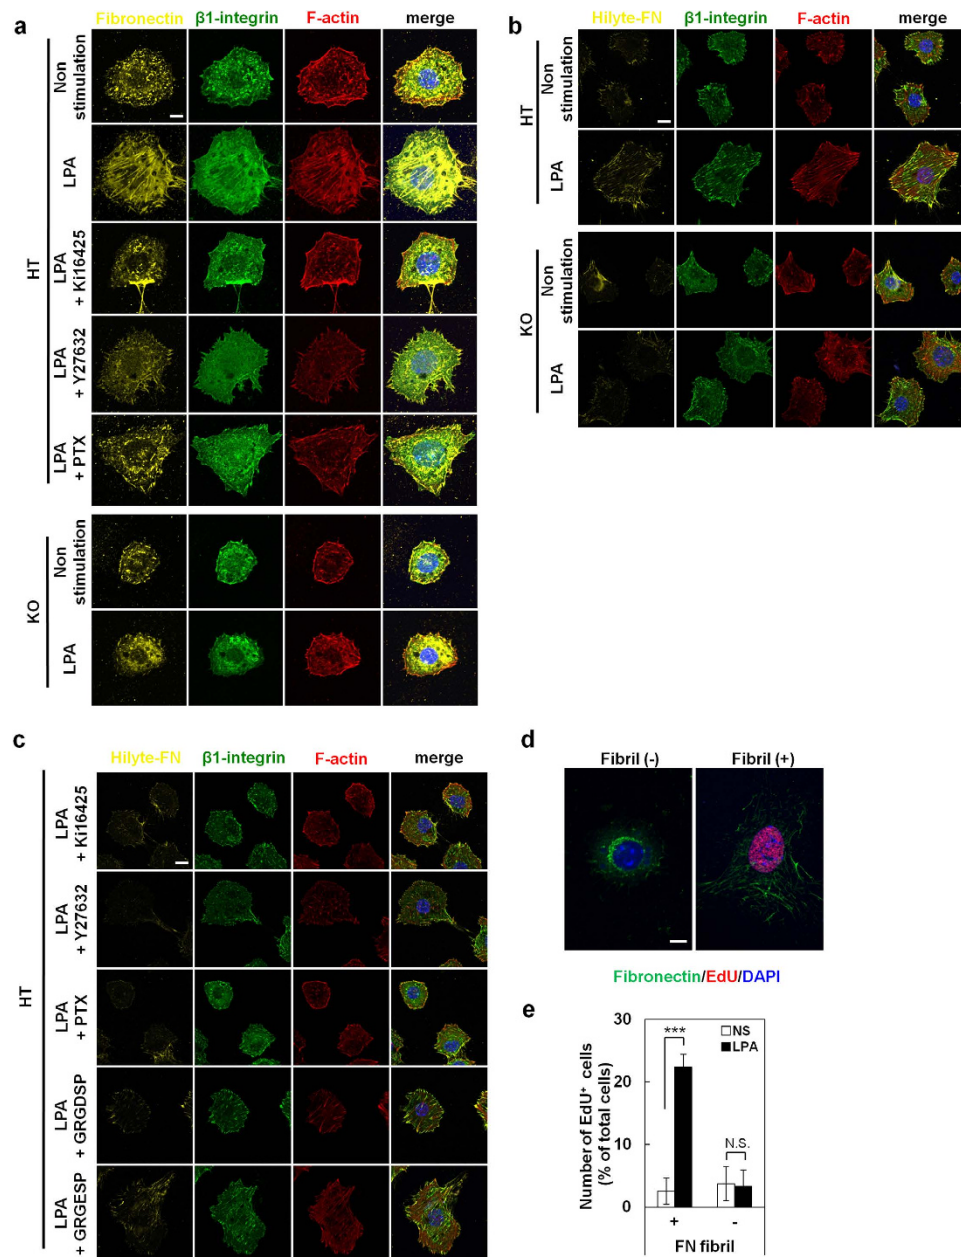 a
Fibronectin β1-integrin F-actin merge
HT
Non
stimulation
LPA
LPA
+ Ki16425
LPA
+ Y27632
LPA
+ PTX
KO
Non
stimulation
LPA
b
Hilyte-FN β1-integrin F-actin merge
HT
Non
stimulation
LPA
KO
Non
stimulation
LPA
c
Hilyte-FN β1-integrin F-actin merge
HT
LPA
+ Ki16425
LPA
+ Y27632
LPA
+ PTX
LPA
+ GRGDSP
LPA
+ GRGESP
d
Fibril (-) Fibril (+)
Fibronectin/EdU/DAPI
e
Number of EdU⁺ cells
(% of total cells)
30
20
10
0
NS
LPA
***
N.S.
+ -
FN fibril